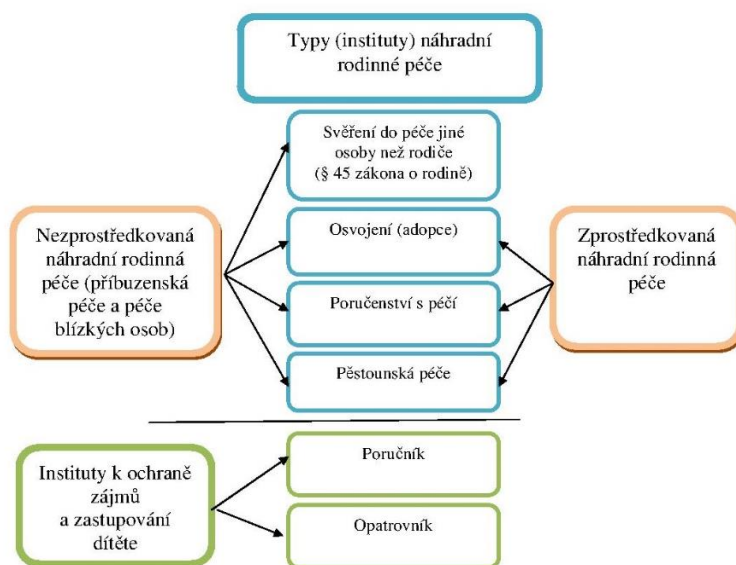 Typy (instituty) náhradní
rodinné péče
Svěření do péče jiné
osoby než rodiče
(§ 45 zákona o rodině)
Nezprostředkovaná
náhradní rodinná
péče (příbuzenská
péče a péče
blízkých osob)
Osvojení (adopce)
Poručenství s péčí
Pěstounská péče
Zprostředkovaná
náhradní rodinná
péče
Instituty k ochraně
zájmů
a zastupování
dítěte
Poručník
Opatrovník